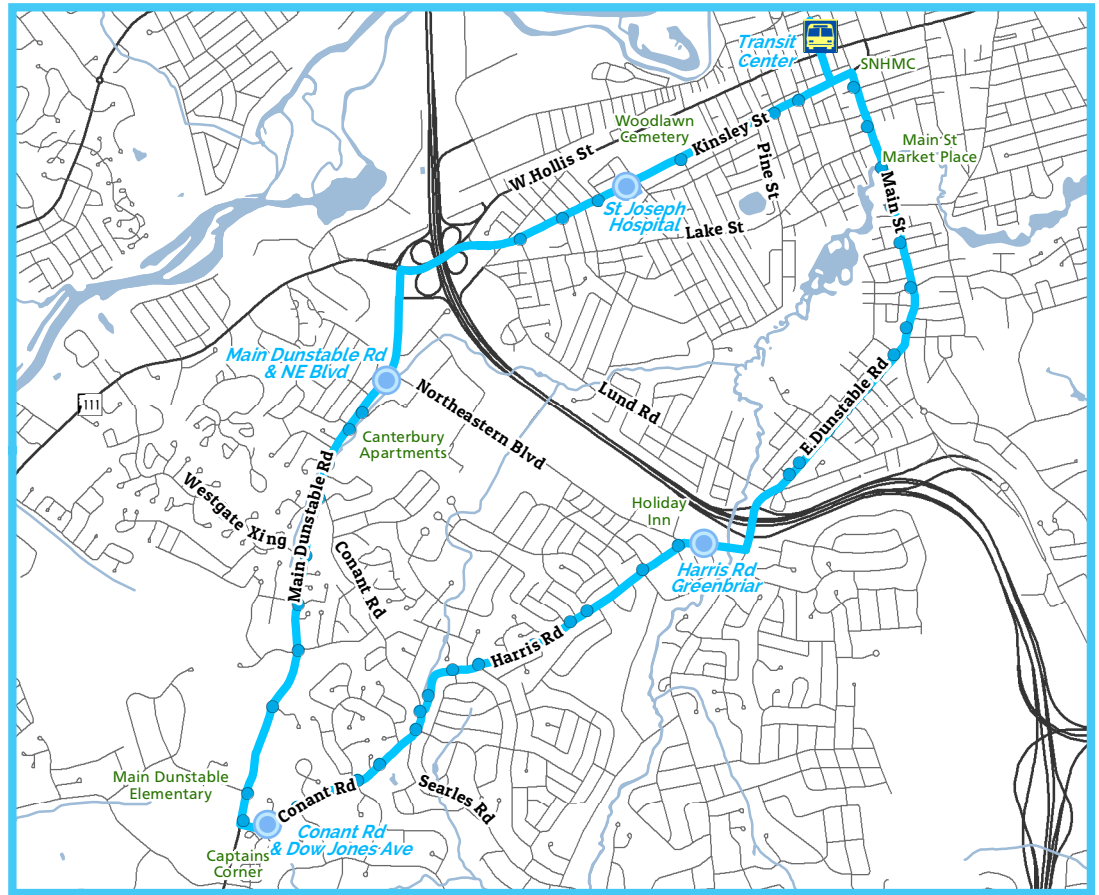 Transit
Center
SNHMC
Woodlawn
Cemetery
Kinsley St
Main St
Market Place
W.Hollis St
Pine St
St Joseph
Hospital
Lake St
Main St
Main Dunstable Rd
& NE Blvd
Northeastern Blvd
Lund Rd
E.Dunstable Rd
111
Canterbury
Apartments
Westgate Xing
Main Dunstable Rd
Conant Rd
Holiday
Inn
Harris Rd
Greenbriar
Harris Rd
Main Dunstable
Elementary
Conant Rd
Searles Rd
Conant Rd
& Dow Jones Ave
Captains
Corner